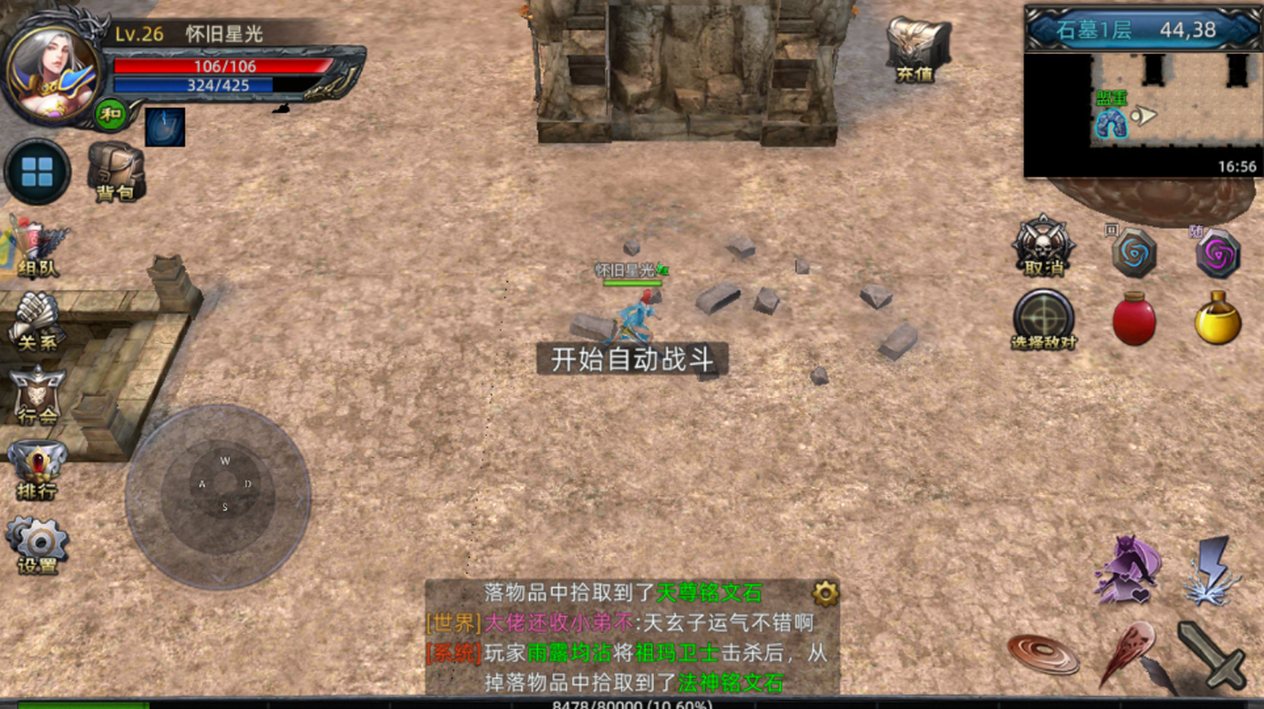 Lv.26 怀旧星光
106/106
324/425
和
背包
组队
关系
行会
排行
设置
充值
石墓1层 44,38
盟重
16:56
取消
回
随
选择敌对
怀旧星光
开始自动战斗
W
A D
S
落物品中拾取到了天尊铭文石
[世界]大佬还收小弟不:天玄子运气不错啊
[系统]玩家雨露均沾将祖玛卫士击杀后，从
掉落物品中拾取到了法神铭文石
8478/80000(10.60%)